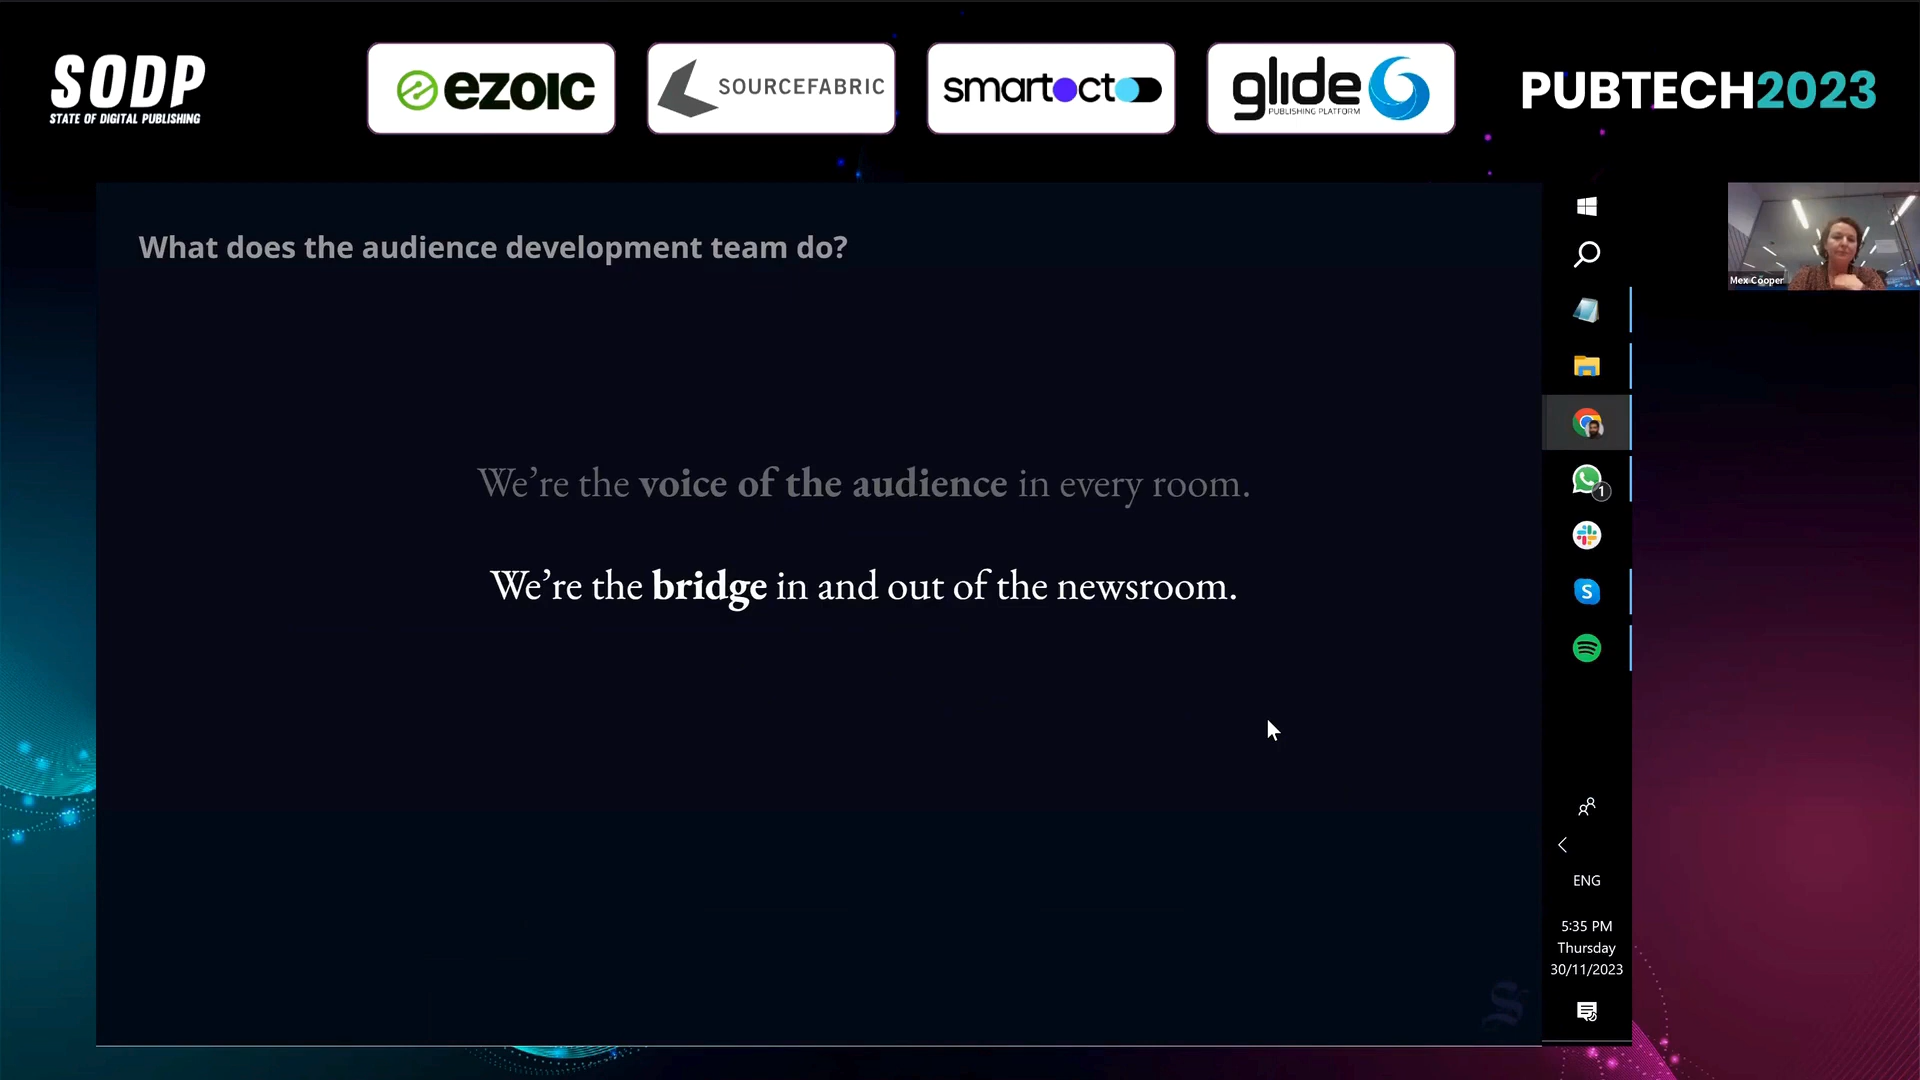 SODP
STATE OF DIGITAL PUBLISHING
ezoic
SOURCEFABRIC
smartocto
glide
PUBLISHING PLATFORM
PUBTECH2023
What does the audience development team do?
Mex Cooper
We're the voice of the audience in every room.
We're the bridge in and out of the newsroom.
1
S
ENG
5:35 PM
Thursday
30/11/2023
S